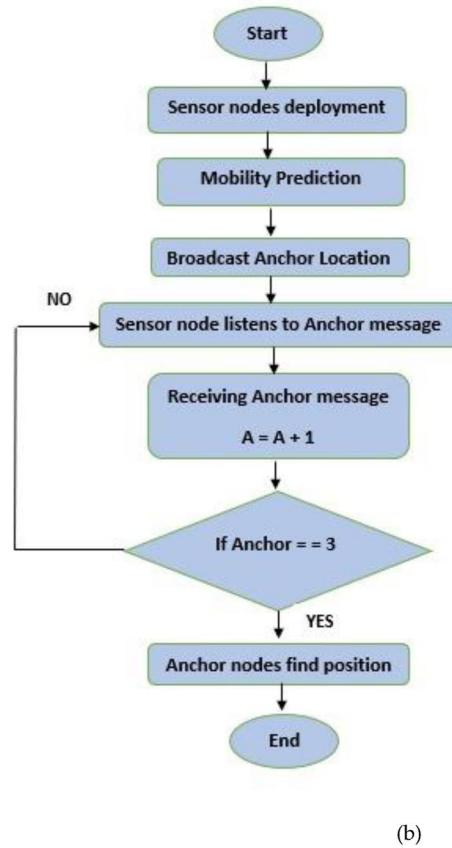 Start
Sensor nodes deployment
Mobility Prediction
Broadcast Anchor Location
NO
Sensor node listens to Anchor message
Receiving Anchor message
A = A + 1
If Anchor = = 3
YES
Anchor nodes find position
End
(b)